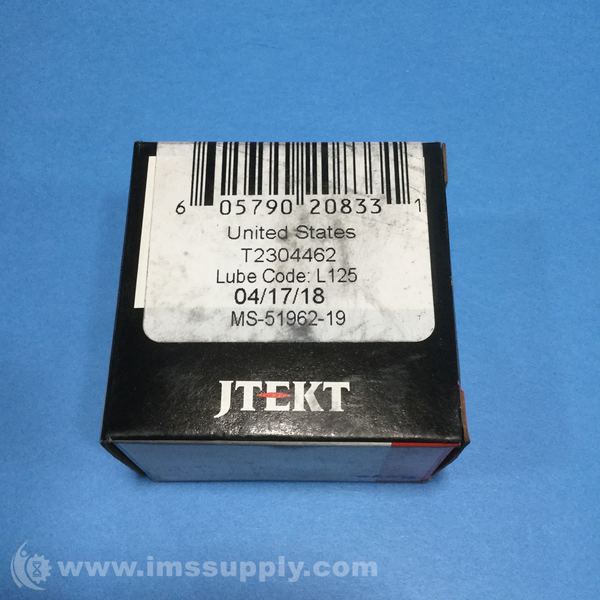 6 05790 20833 1
United States
T2304462
Lube Code: L125
04/17/18
MS-51962-19
JTEKT
www.imssupply.com